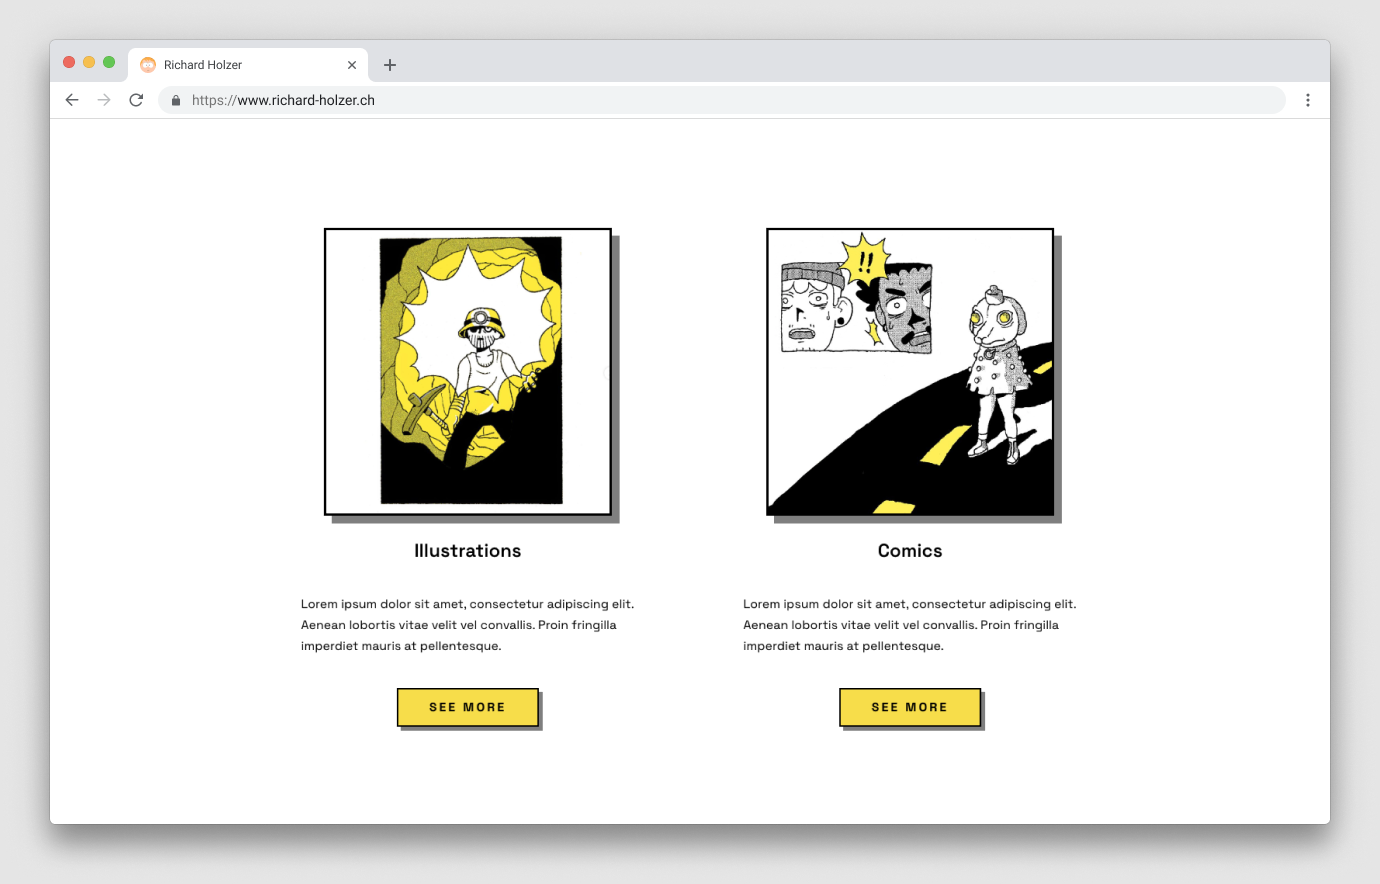 Richard Holzer
https://www.richard-holzer.ch
!!
Illustrations
Lorem ipsum dolor sit amet, consectetur adipiscing elit.
Aenean lobortis vitae velit vel convallis. Proin fringilla
imperdiet mauris at pellentesque.
SEE MORE
Comics
Lorem ipsum dolor sit amet, consectetur adipiscing elit.
Aenean lobortis vitae velit vel convallis. Proin fringilla
imperdiet mauris at pellentesque.
SEE MORE